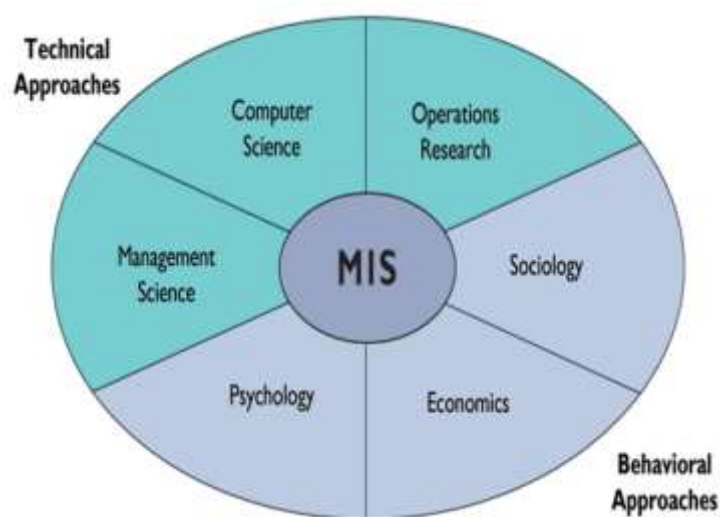 Technical
Approaches
Computer
Science
Operations
Research
Management
Science
MIS
Sociology
Psychology
Economics
Behavioral
Approaches